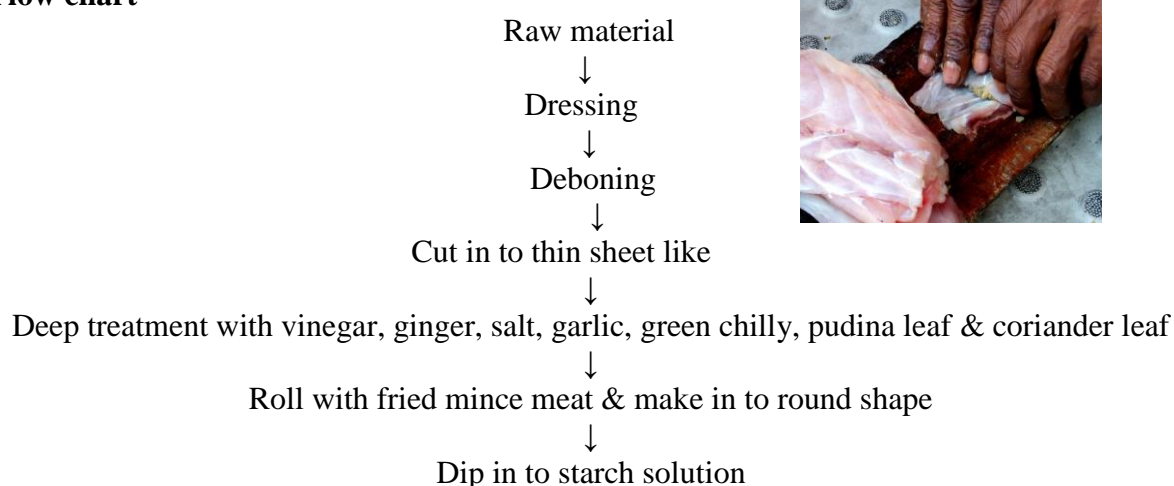 Flow chart
Raw material
↓
Dressing
↓
Deboning
↓
Cut in to thin sheet like
↓
Deep treatment with vinegar, ginger, salt, garlic, green chilly, pudina leaf & coriander leaf
↓
Roll with fried mince meat & make in to round shape
↓
Dip in to starch solution